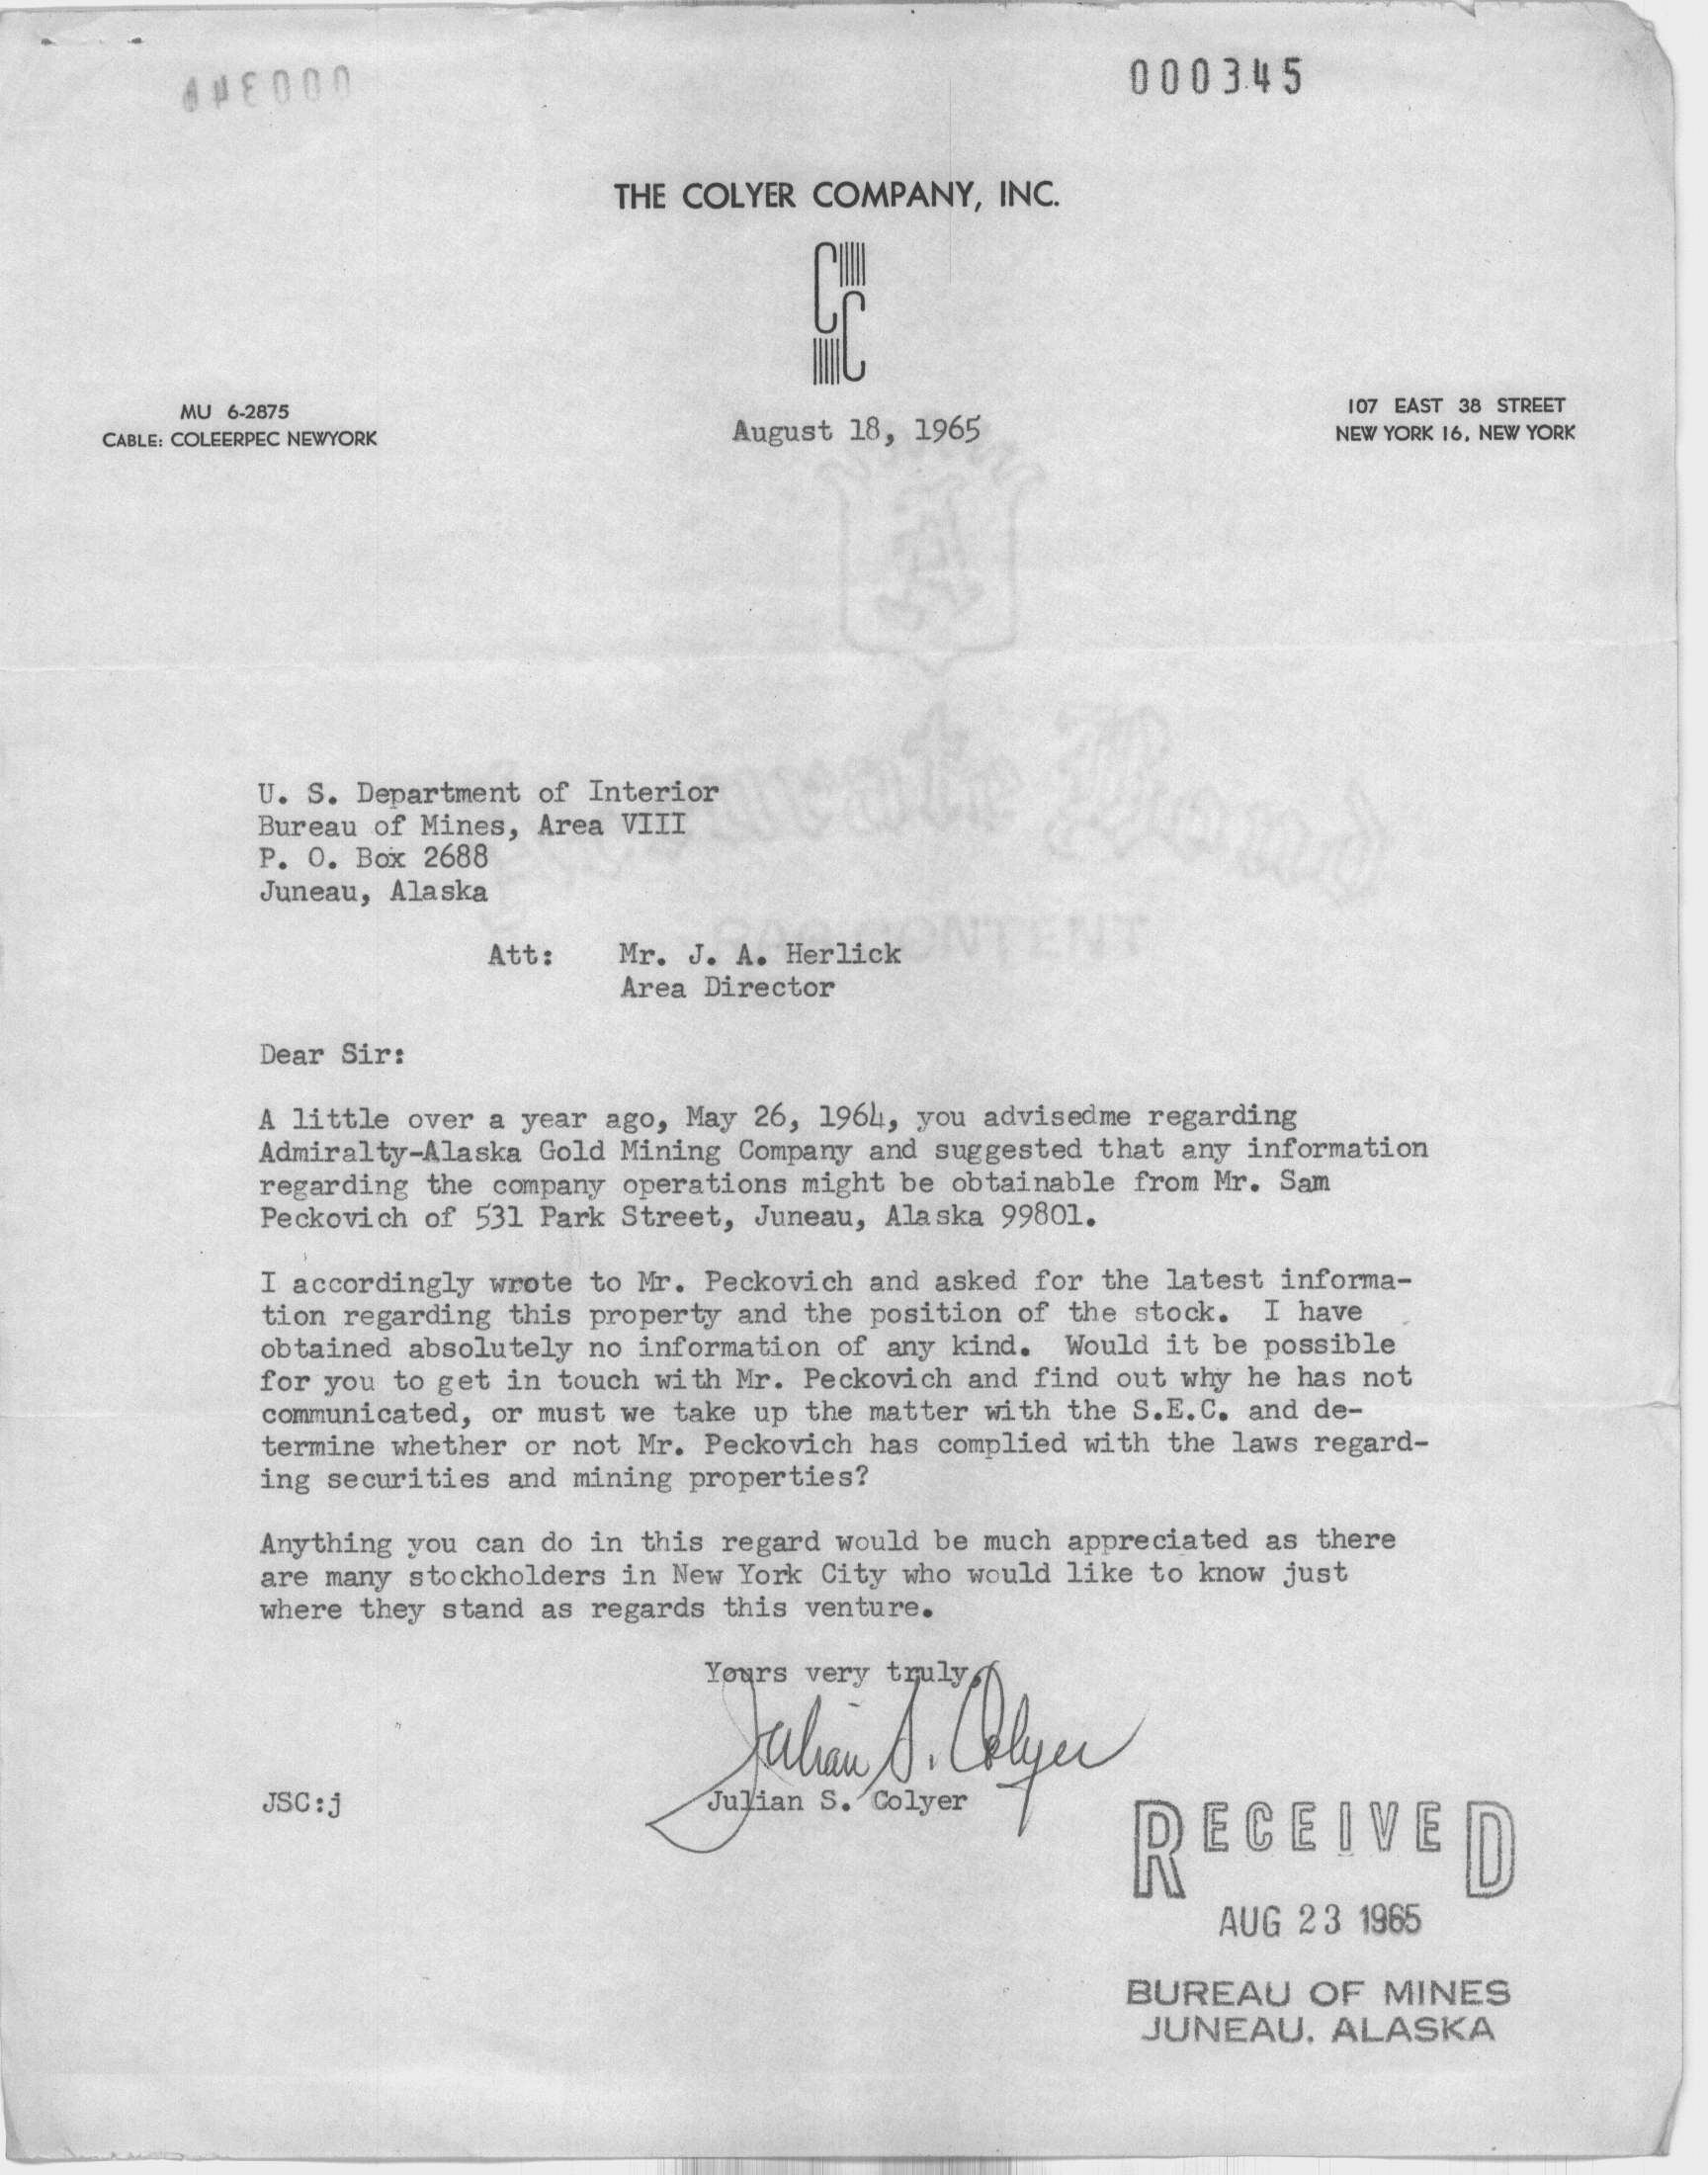 000345
THE COLYER COMPANY, INC.
MU 6-2875
CABLE: COLEERPEC NEWYORK
August 18, 1965
107 EAST 38 STREET
NEW YORK 16, NEW YORK
U. S. Department of Interior
Bureau of Mines, Area VIII
P. O. Box 2688
Juneau, Alaska
Att: Mr. J. A. Herlick
Area Director
Dear Sir:
A little over a year ago, May 26, 1964, you advisedme regarding
Admiralty-Alaska Gold Mining Company and suggested that any information
regarding the company operations might be obtainable from Mr. Sam
Peckovich of 531 Park Street, Juneau, Alaska 99801.
I accordingly wrote to Mr. Peckovich and asked for the latest informa-
tion regarding this property and the position of the stock. I have
obtained absolutely no information of any kind. Would it be possible
for you to get in touch with Mr. Peckovich and find out why he has not
communicated, or must we take up the matter with the S.E.C. and de-
termine whether or not Mr. Peckovich has complied with the laws regard-
ing securities and mining properties?
Anything you can do in this regard would be much appreciated as there
are many stockholders in New York City who would like to know just
where they stand as regards this venture.
Yours very truly,
Julian S. Colyer
Julian S. Colyer
JSC:j
RECEIVED
AUG 23 1965
BUREAU OF MINES
JUNEAU, ALASKA